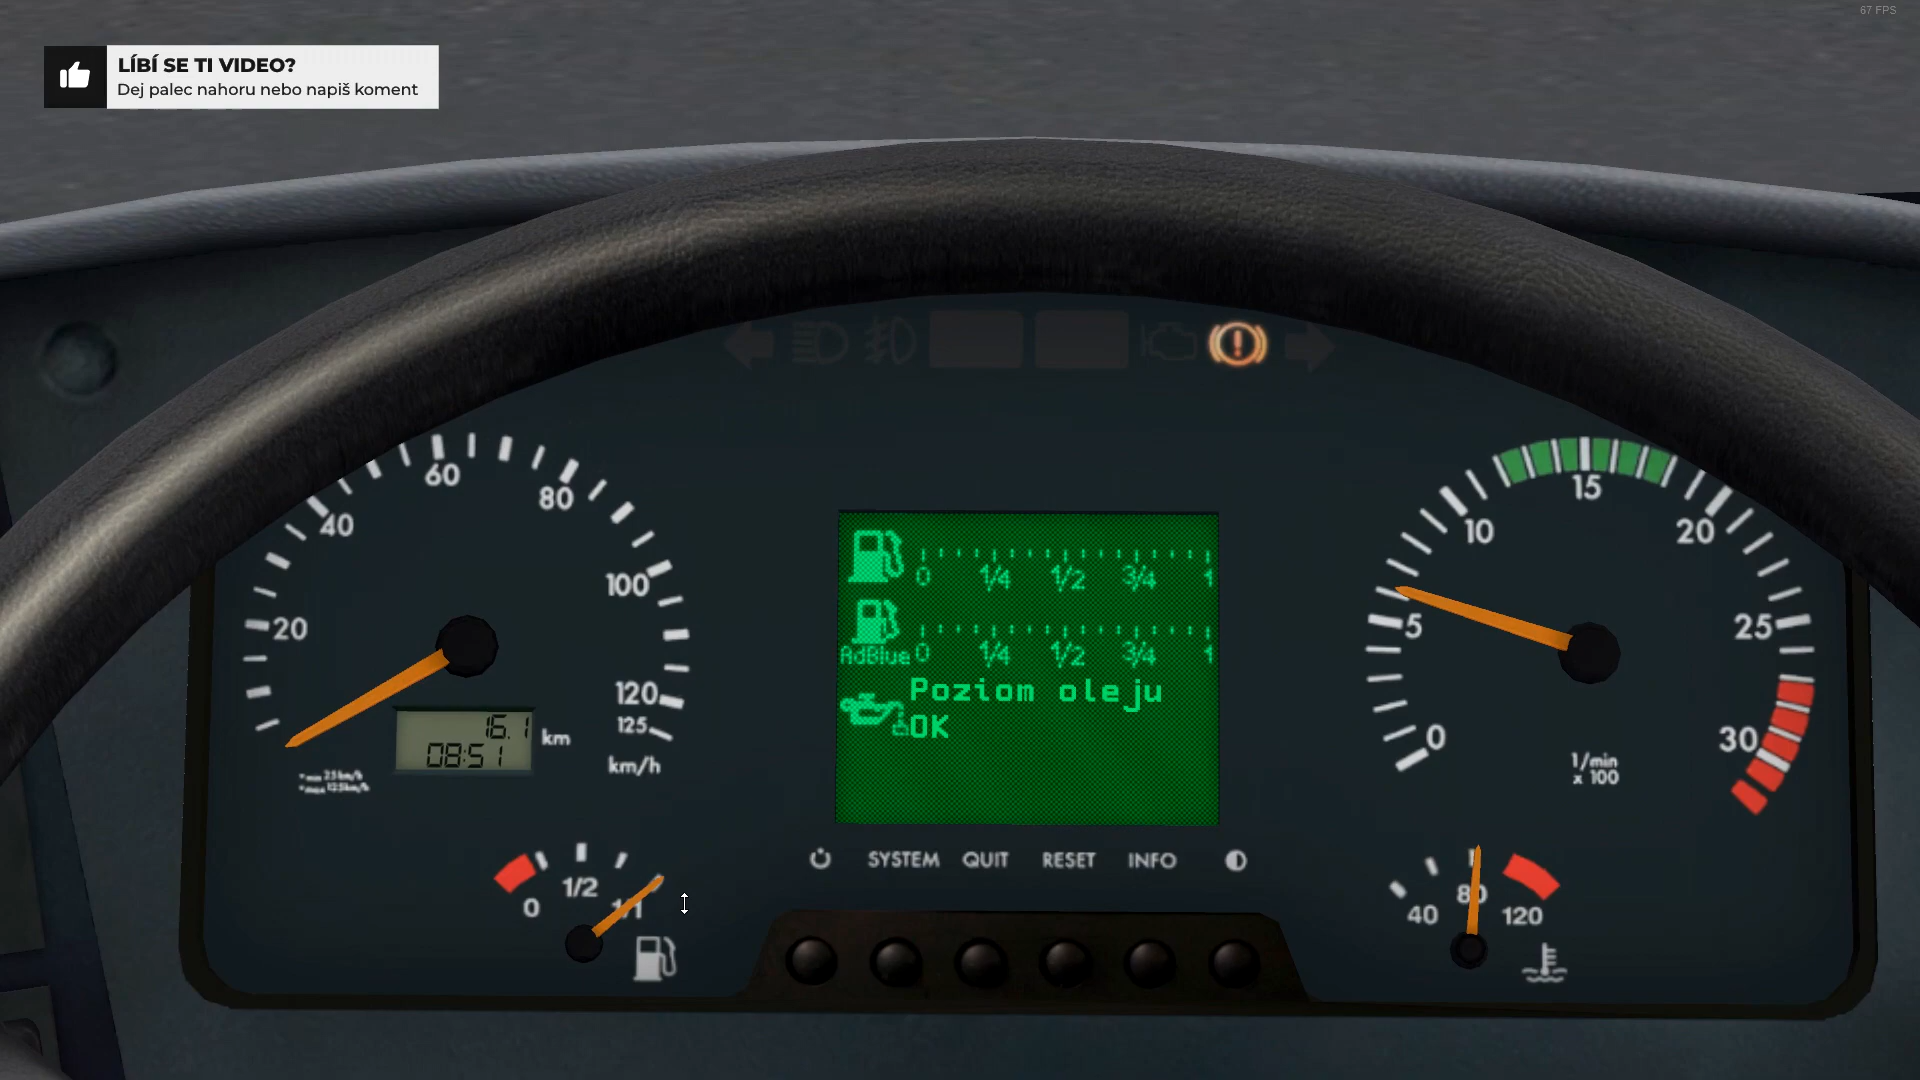 67 FPS
LÍBÍ SE TI VIDEO?
Dej palec nahoru nebo napiš koment
20
40
60
80
100
120
125
km/h
16.1
km
08:51
0
1/4
1/2
3/4
1
AdBlue
0
1/4
1/2
3/4
1
Poziom oleju
OK
SYSTEM
QUIT
RESET
INFO
0
5
10
15
20
25
30
1/min
x 100
0
1/2
1/1
40
80
120